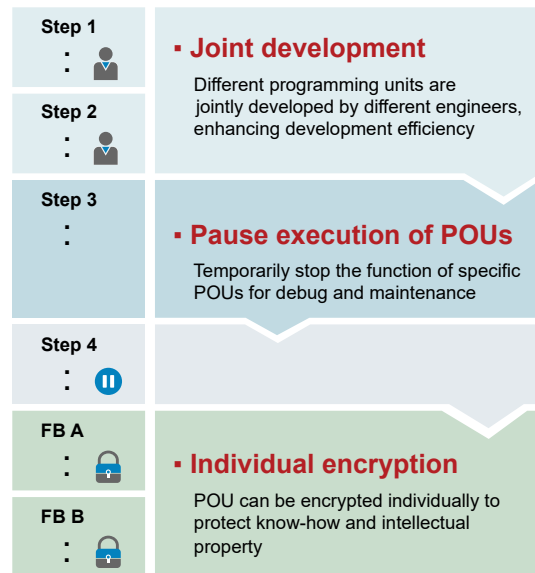 Step 1
:
Step 2
:
▪ Joint development
Different programming units are
jointly developed by different engineers,
enhancing development efficiency
Step 3
:
▪ Pause execution of POUs
Temporarily stop the function of specific
POUs for debug and maintenance
Step 4
:
FB A
:
FB B
:
▪ Individual encryption
POU can be encrypted individually to
protect know-how and intellectual
property